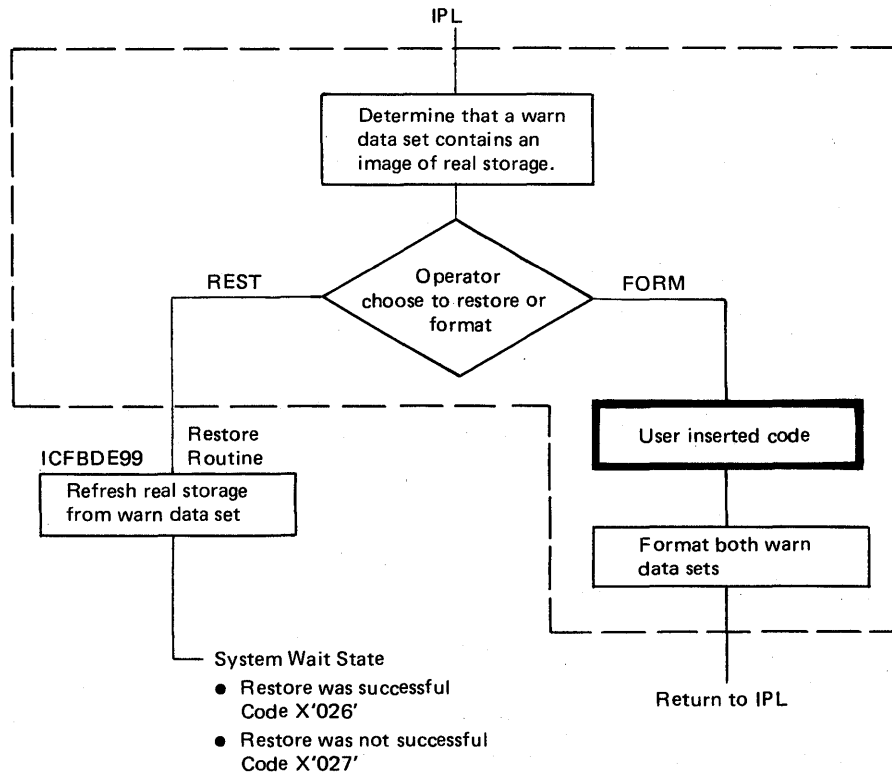 IPL
Determine that a warn
data set contains an
image of real storage.
Operator
choose to restore or
format
REST
FORM
Restore
Routine
ICFBDE99
Refresh real storage
from warn data set
User inserted code
Format both warn
data sets
System Wait State
● Restore was successful
Code X'026'
● Restore was not successful
Code X'027'
Return to IPL